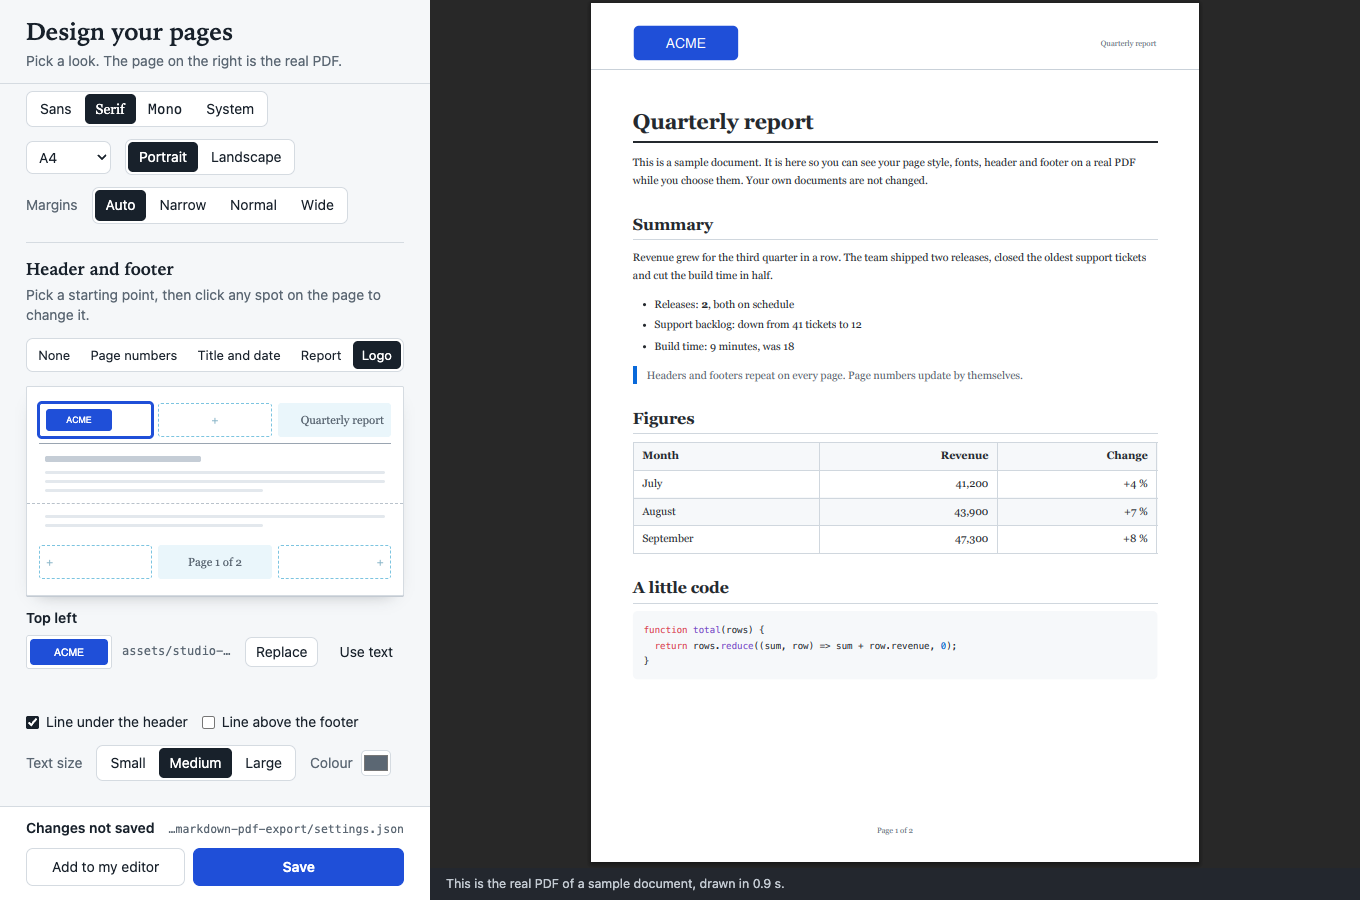 Design your pages
Pick a look. The page on the right is the real PDF.
Sans Serif Mono System
A4 Portrait Landscape
Margins Auto Narrow Normal Wide
Header and footer
Pick a starting point, then click any spot on the page to
change it.
None Page numbers Title and date Report Logo
ACME + Quarterly report
+ Page 1 of 2 +
Top left
ACME assets/studio-… Replace Use text
Line under the header Line above the footer
Text size Small Medium Large Colour
Changes not saved …markdown-pdf-export/settings.json
Add to my editor Save
ACME Quarterly report
Quarterly report
This is a sample document. It is here so you can see your page style, fonts, header and footer on a real PDF
while you choose them. Your own documents are not changed.
Summary
Revenue grew for the third quarter in a row. The team shipped two releases, closed the oldest support tickets
and cut the build time in half.
• Releases: 2, both on schedule
• Support backlog: down from 41 tickets to 12
• Build time: 9 minutes, was 18
Headers and footers repeat on every page. Page numbers update by themselves.
Figures
Month Revenue Change
July 41,200 +4 %
August 43,900 +7 %
September 47,300 +8 %
A little code
function total(rows) {
  return rows.reduce((sum, row) => sum + row.revenue, 0);
}
Page 1 of 2
This is the real PDF of a sample document, drawn in 0.9 s.